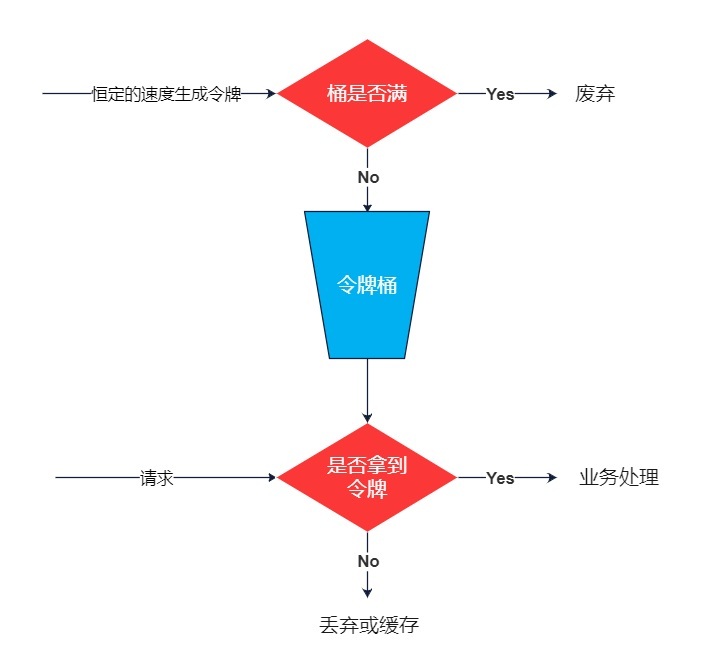 恒定的速度生成令牌
桶是否满
Yes
废弃
No
令牌桶
请求
是否拿到
令牌
Yes
业务处理
No
丢弃或缓存